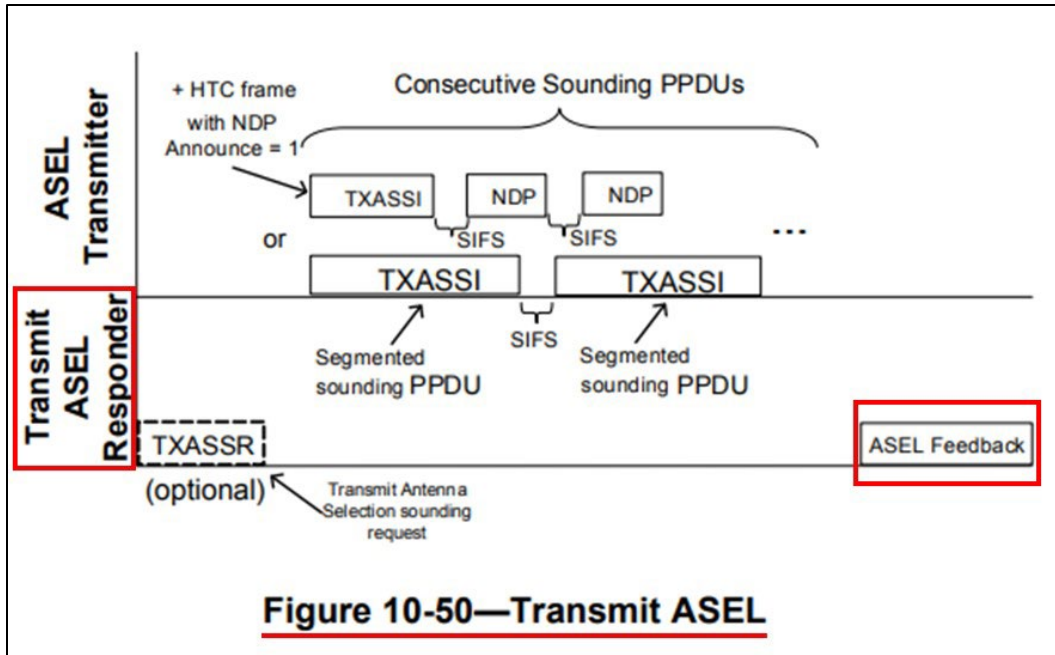 ASEL
Transmitter
+ HTC frame
with NDP
Announce = 1
Consecutive Sounding PPDUs
TXASSI
NDP
NDP
SIFS
SIFS
...
or
TXASSI
TXASSI
SIFS
Segmented
sounding PPDU
Segmented
sounding PPDU
Transmit
ASEL
Responder
TXASSR
(optional)
Transmit Antenna
Selection sounding
request
ASEL Feedback
Figure 10-50—Transmit ASEL